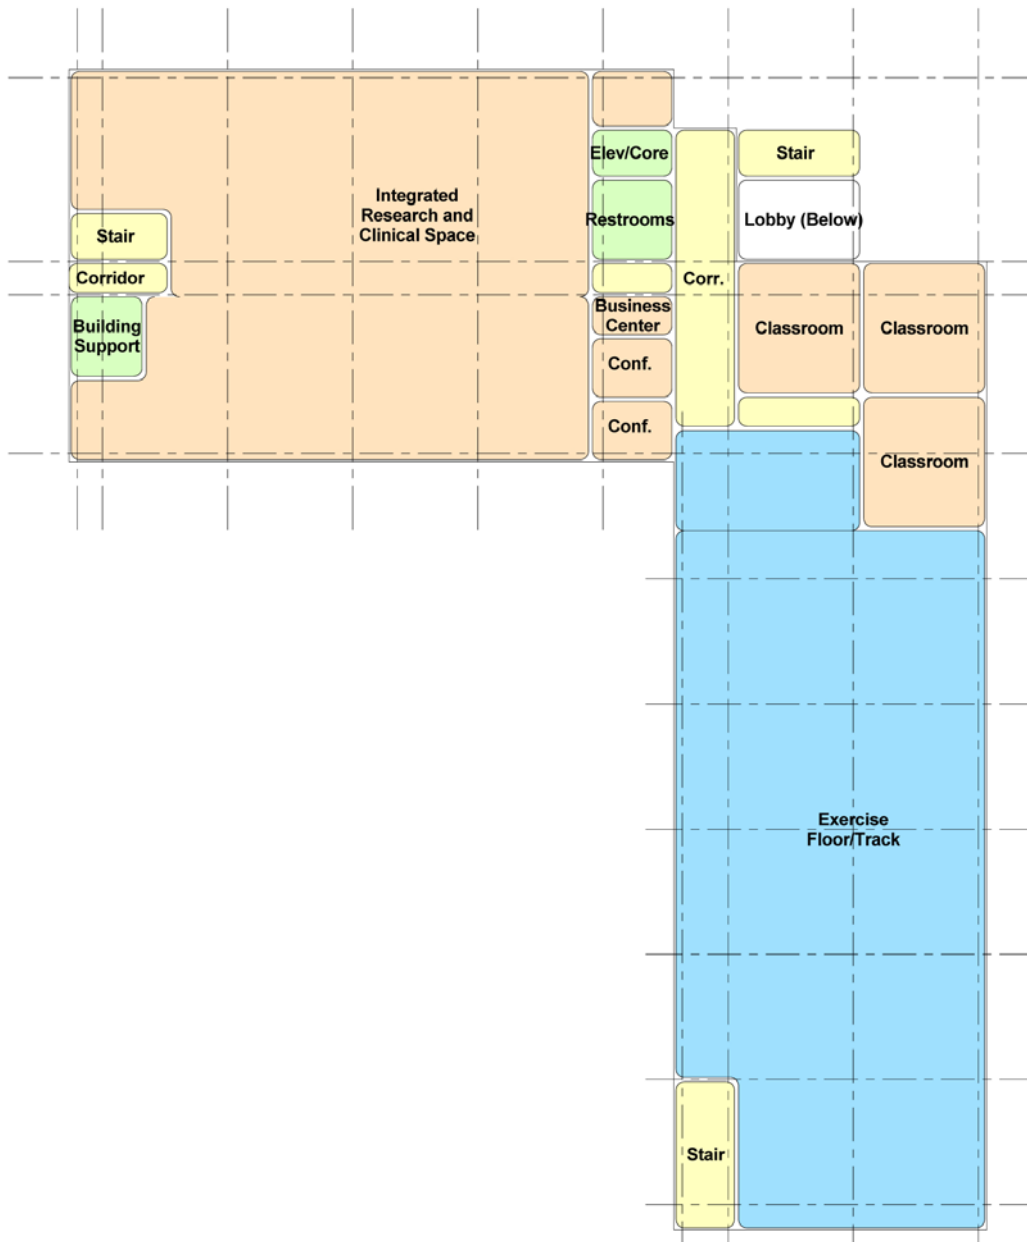 Elev/Core
Stair
Integrated
Research and
Clinical Space
Restrooms
Lobby (Below)
Stair
Corridor
Corr.
Business
Center
Classroom
Classroom
Building
Support
Conf.
Conf.
Classroom
Exercise
Floor/Track
Stair